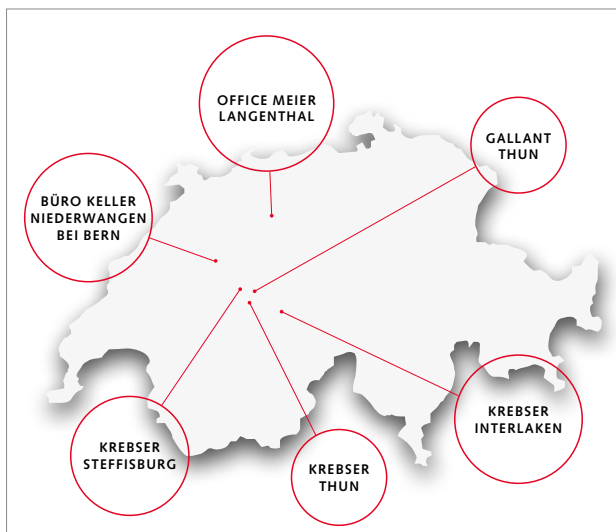 OFFICE MEIER
LANGENTHAL
GALLANT
THUN
BÜRO KELLER
NIEDERWANGEN
BEI BERN
KREBSER
INTERLAKEN
KREBSER
STEFFISBURG
KREBSER
THUN